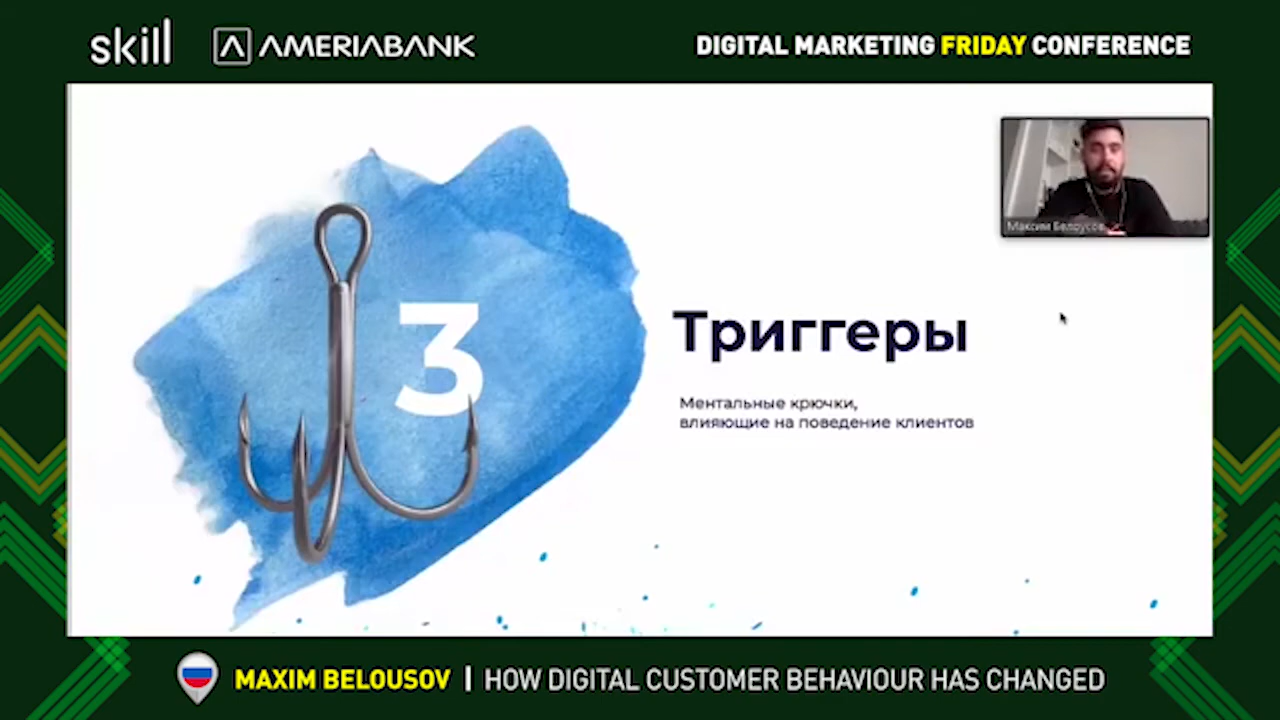 skill
AMERIABANK
DIGITAL MARKETING FRIDAY CONFERENCE
Максим Белоусов
3
Триггеры
Ментальные крючки,
влияющие на поведение клиентов
MAXIM BELOUSOV | HOW DIGITAL CUSTOMER BEHAVIOUR HAS CHANGED